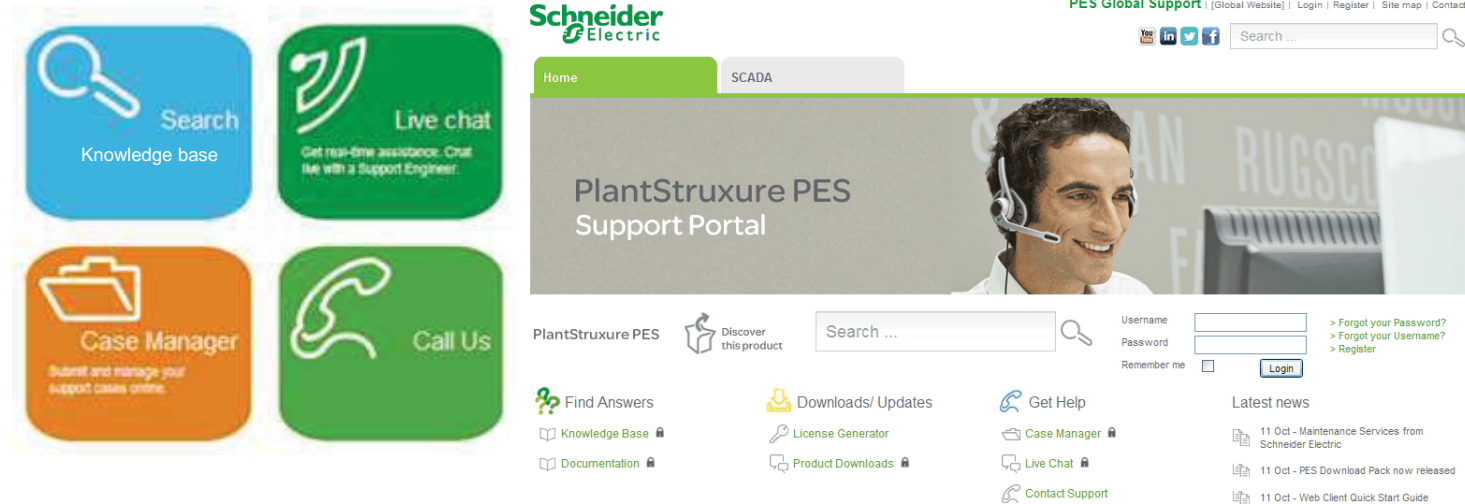 Search
Knowledge base
Live chat
Get real-time assistance. Chat
live with a Support Engineer.
Case Manager
Submit and manage your
support cases online.
Call Us
Schneider
Electric
PES Global Support | [Global Website] | Login | Register | Site map | Contact
You
in
f
Search ...
Home
SCADA
&
AN
RUGSCO
PlantStruxure PES
Support Portal
PlantStruxure PES
Discover
this product
Search ...
Username
Password
Remember me
Login
> Forgot your Password?
> Forgot your Username?
> Register
Find Answers
Knowledge Base
Documentation
Downloads/ Updates
License Generator
Product Downloads
Get Help
Case Manager
Live Chat
Contact Support
Latest news
11 Oct - Maintenance Services from
Schneider Electric
11 Oct - PES Download Pack now released
11 Oct - Web Client Quick Start Guide